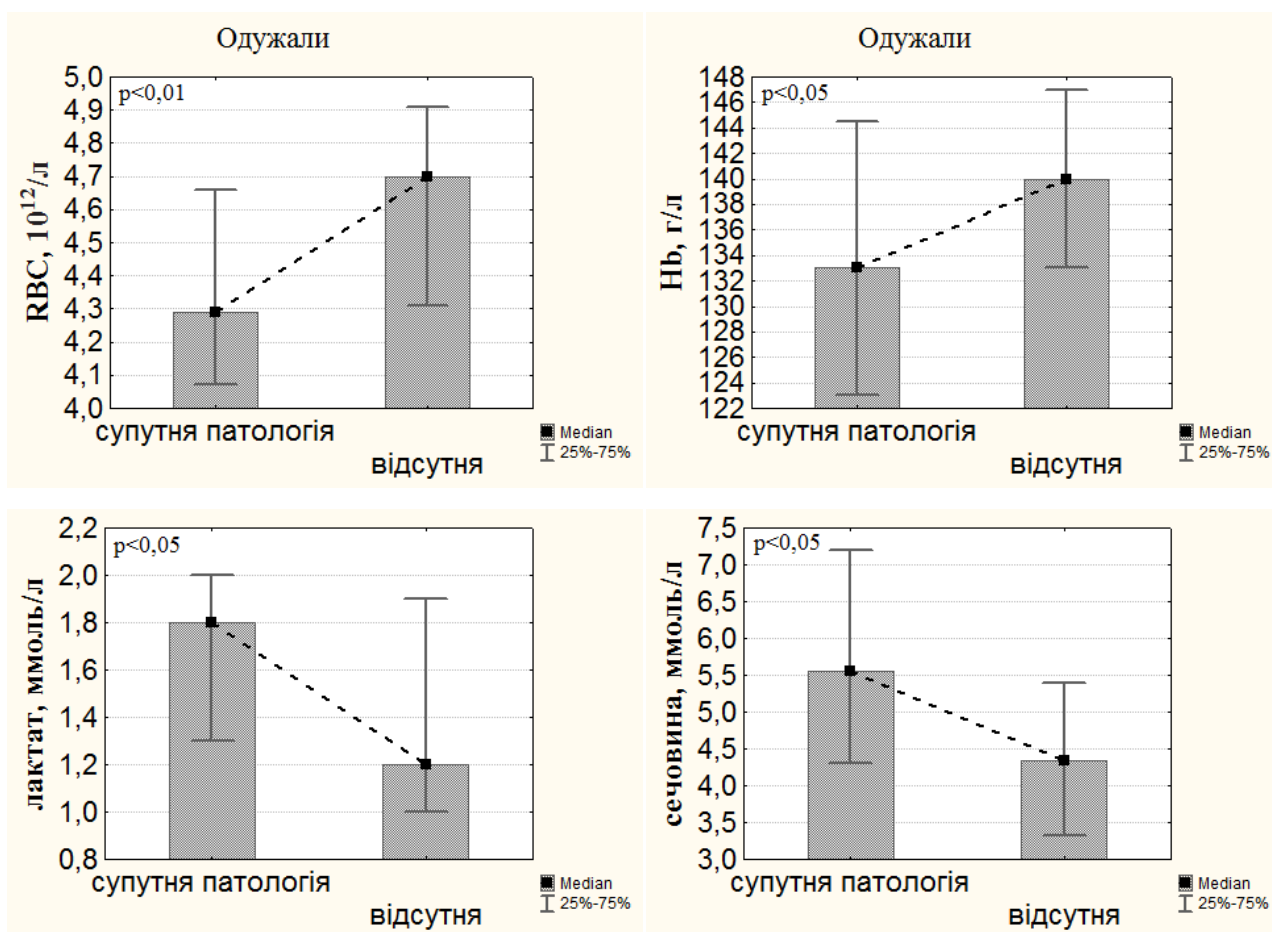 Одужали
p<0,01
RBC, 10¹²/л
5,0
4,9
4,8
4,7
4,6
4,5
4,4
4,3
4,2
4,1
4,0
супутня патологія
відсутня
Median
25%-75%
Одужали
p<0,05
Hb, г/л
148
146
144
142
140
138
136
134
132
130
128
126
124
122
супутня патологія
відсутня
Median
25%-75%
p<0,05
лактат, ммоль/л
2,2
2,0
1,8
1,6
1,4
1,2
1,0
0,8
супутня патологія
відсутня
Median
25%-75%
p<0,05
сечовина, ммоль/л
7,5
7,0
6,5
6,0
5,5
5,0
4,5
4,0
3,5
3,0
супутня патологія
відсутня
Median
25%-75%